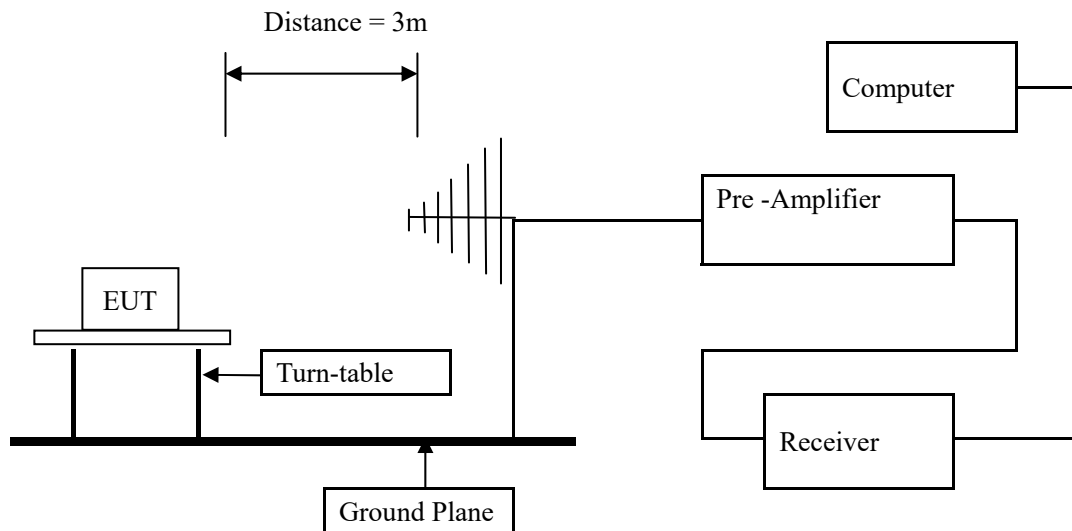 Distance = 3m
Computer
Pre -Amplifier
EUT
Turn-table
Receiver
Ground Plane